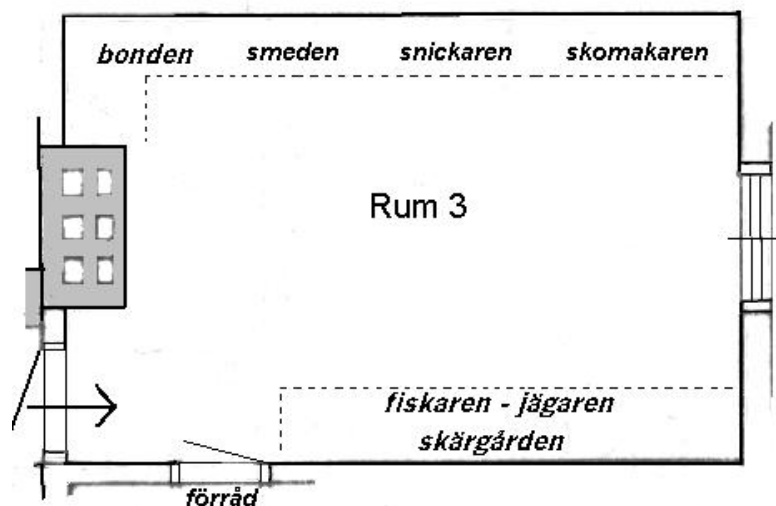 bonden smeden snickaren skomakaren
Rum 3
fiskaren - jägaren
skärgården
förråd